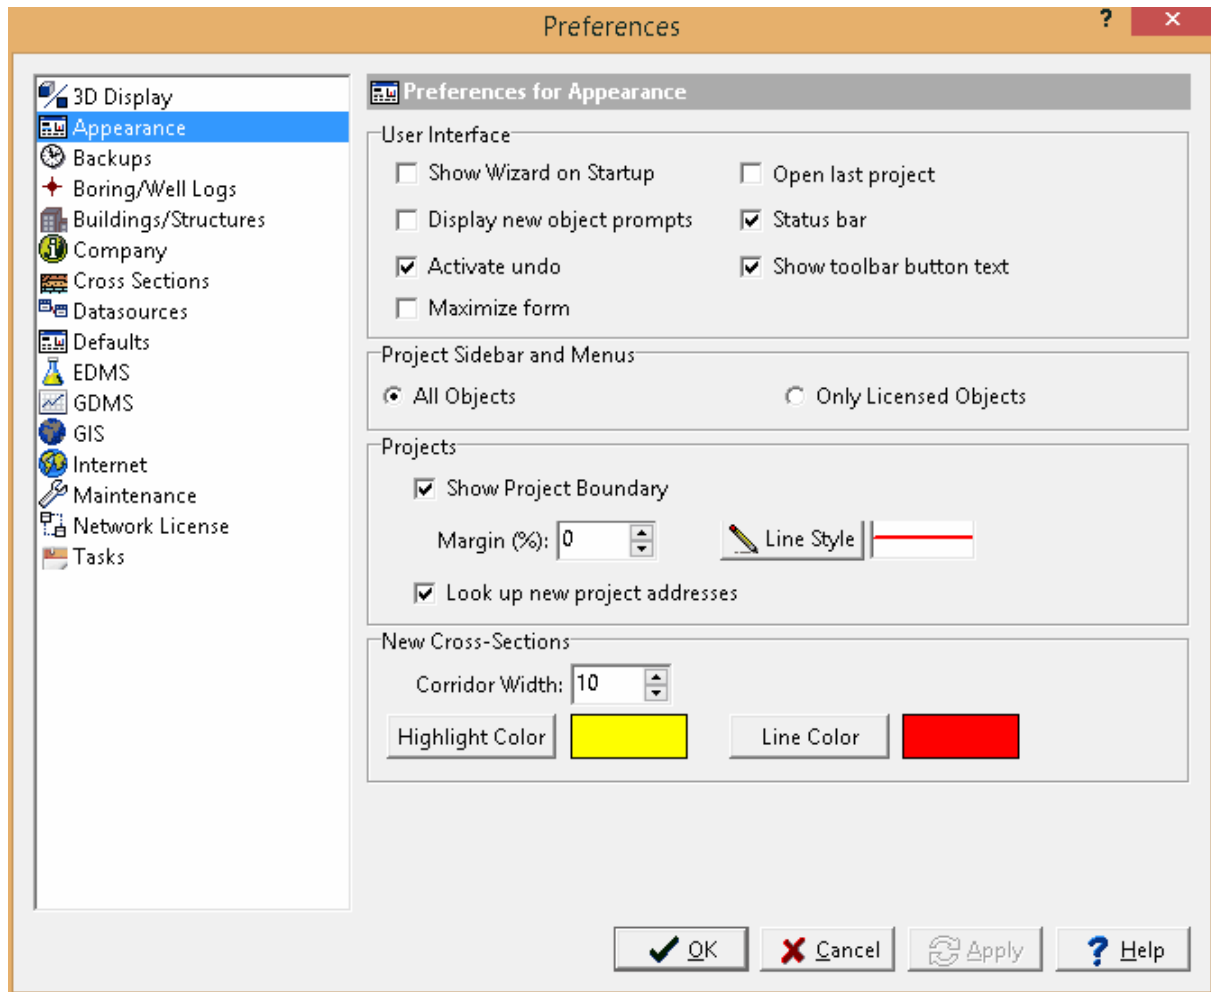 Preferences
?
3D Display
Appearance
Backups
Boring/Well Logs
Buildings/Structures
Company
Cross Sections
Datasources
Defaults
EDMS
GDMS
GIS
Internet
Maintenance
Network License
Tasks
Preferences for Appearance
User Interface
Show Wizard on Startup
Open last project
Display new object prompts
Status bar
Activate undo
Show toolbar button text
Maximize form
Project Sidebar and Menus
All Objects
Only Licensed Objects
Projects
Show Project Boundary
Margin (%): 0
Line Style
Look up new project addresses
New Cross-Sections
Corridor Width: 10
Highlight Color
Line Color
OK
Cancel
Apply
? Help